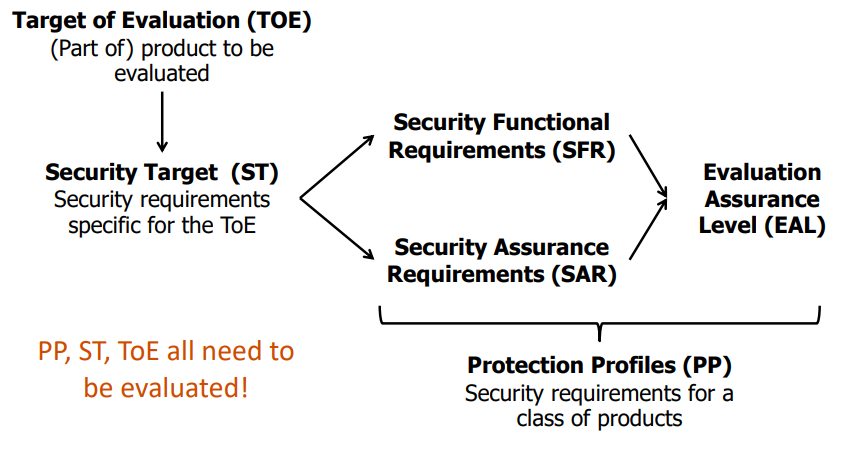 Target of Evaluation (TOE)
(Part of) product to be
evaluated
Security Target (ST)
Security requirements
specific for the ToE
Security Functional
Requirements (SFR)
Security Assurance
Requirements (SAR)
Evaluation
Assurance
Level (EAL)
Protection Profiles (PP)
Security requirements for a
class of products
PP, ST, ToE all need to
be evaluated!